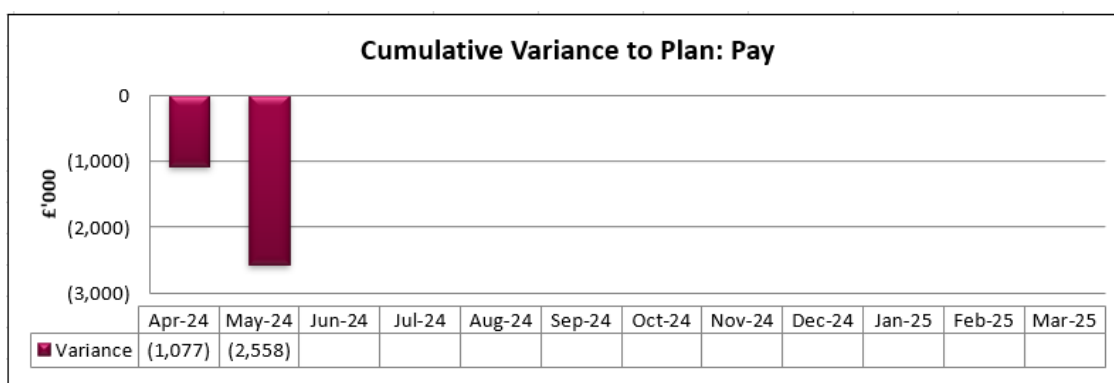 Cumulative Variance to Plan: Pay
£'000
0
(1,000)
(2,000)
(3,000)
Apr-24 May-24 Jun-24 Jul-24 Aug-24 Sep-24 Oct-24 Nov-24 Dec-24 Jan-25 Feb-25 Mar-25
Variance (1,077) (2,558)